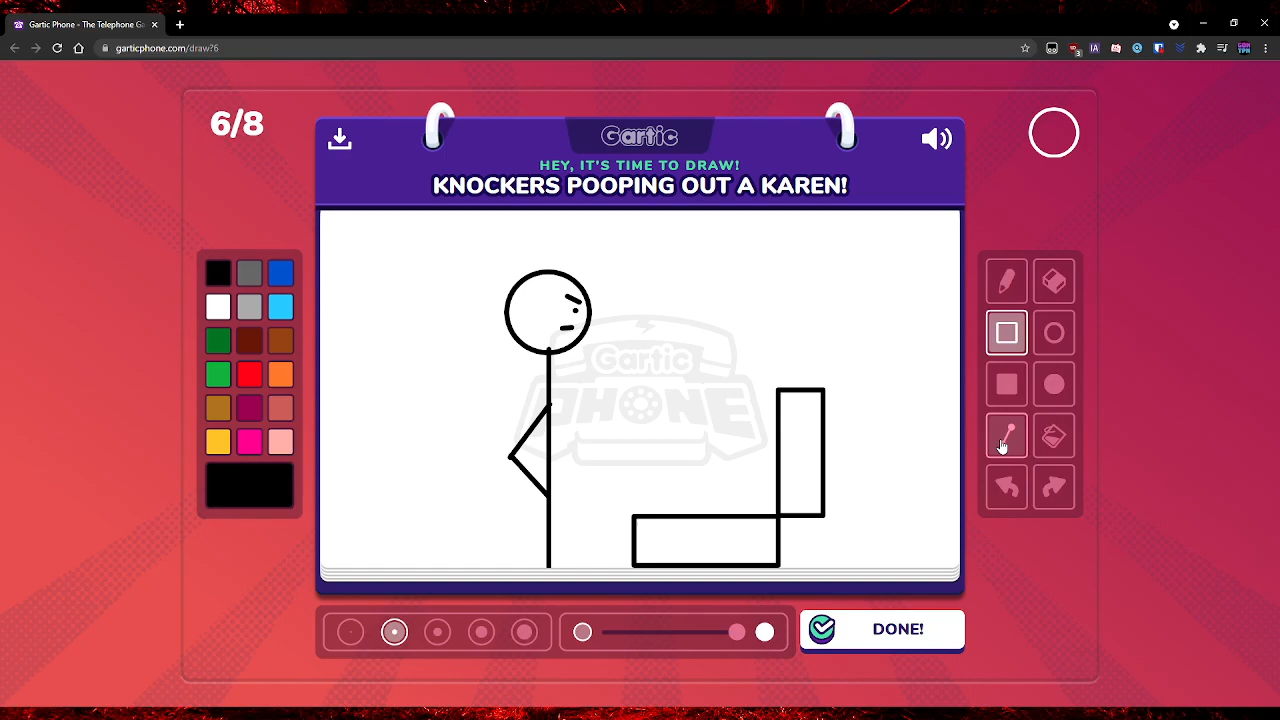 Gartic Phone - The Telephone Ga
garticphone.com/draw?6
6/8
Gartic
HEY, IT'S TIME TO DRAW!
KNOCKERS POOPING OUT A KAREN!
Gartic
PHONE
DONE!